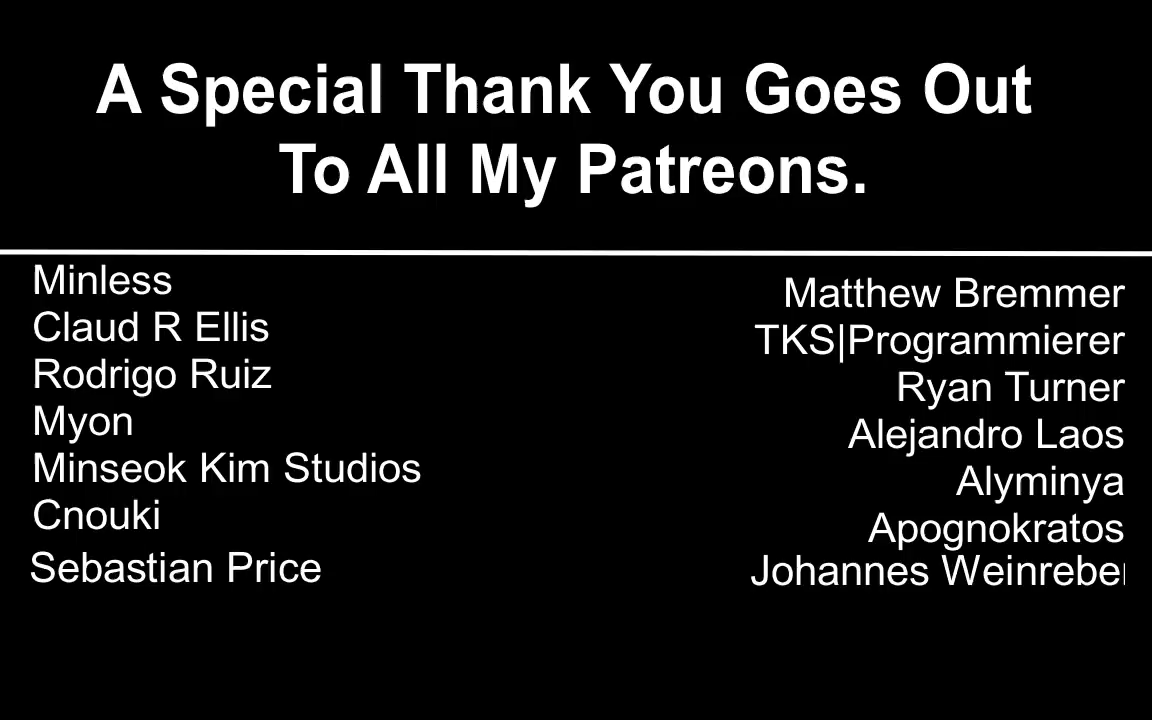 A Special Thank You Goes Out
To All My Patreons.
Minless
Claud R Ellis
Rodrigo Ruiz
Myon
Minseok Kim Studios
Cnouki
Sebastian Price
Matthew Bremmer
TKS|Programmierer
Ryan Turner
Alejandro Laos
Alyminya
Apognokratos
Johannes Weinreber